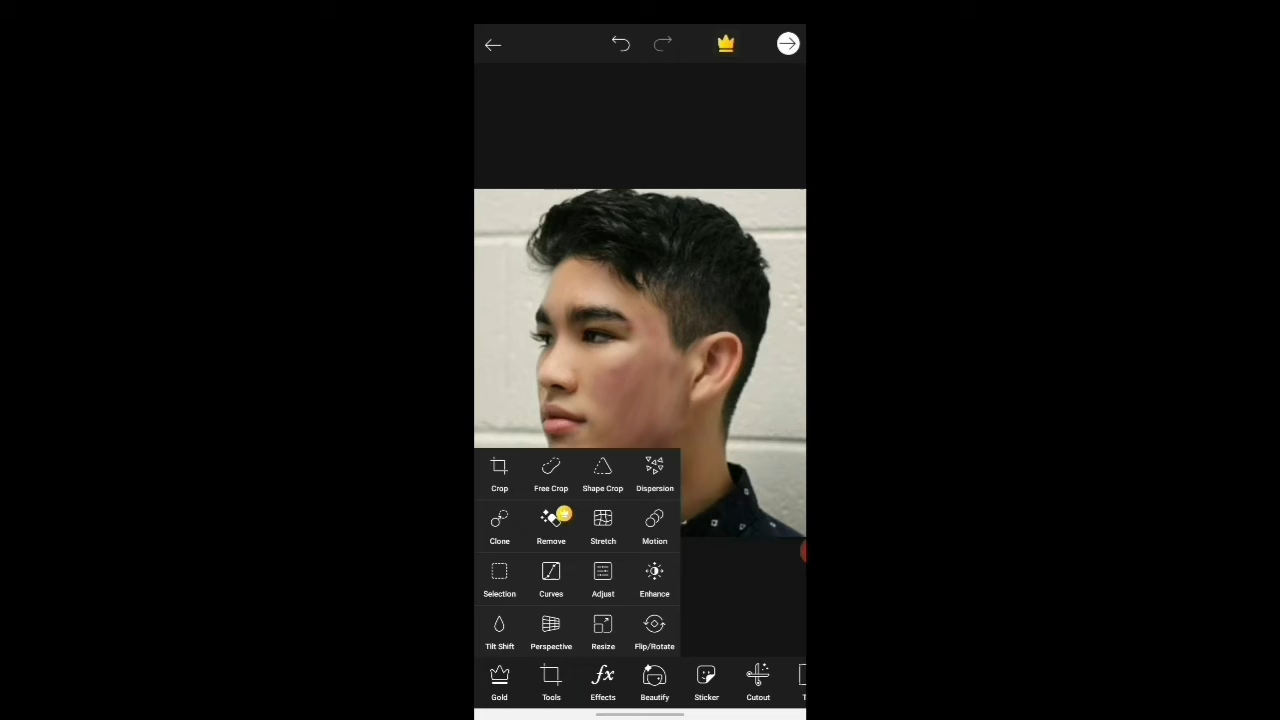 Crop Free Crop Shape Crop Dispersion
Clone Remove Stretch Motion
Selection Curves Adjust Enhance
Tilt Shift Perspective Resize Flip/Rotate
Gold Tools Effects Beautify Sticker Cutout T